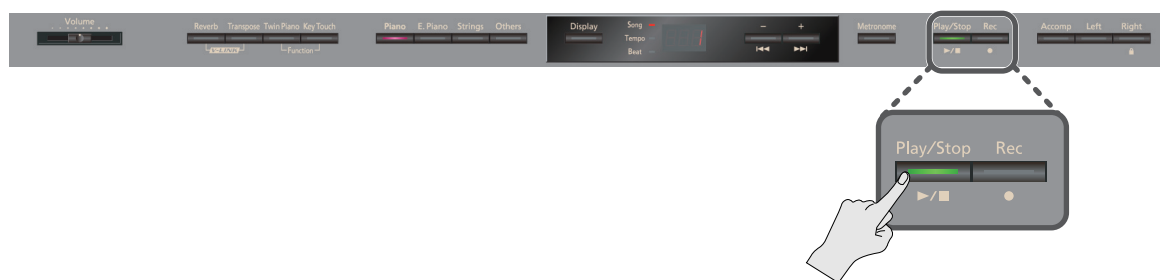 Volume
Reverb Transpose Twin Piano Key Touch
Function
Piano E. Piano Strings Others
Display
Song
Tempo
Beat
1
− +
Metronome
Play/Stop Rec
Accomp Left Right
Play/Stop Rec